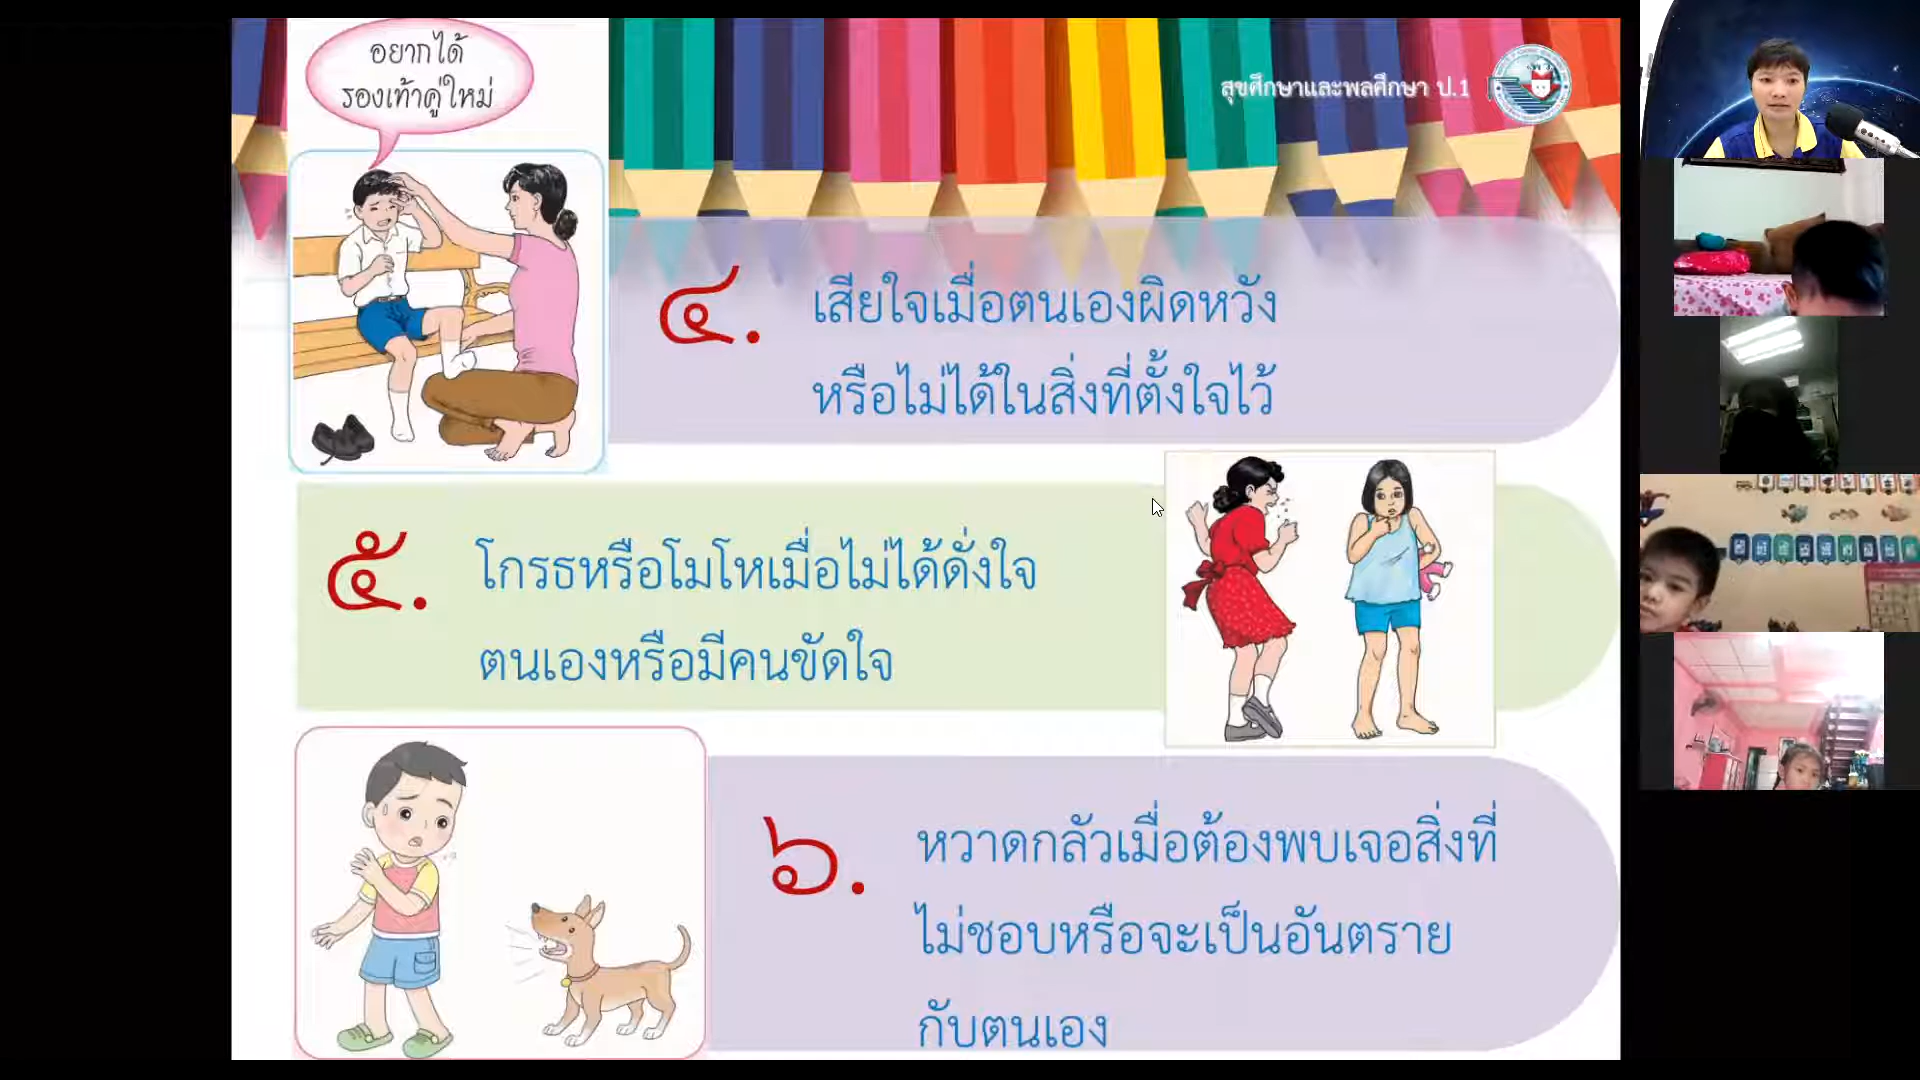 อยากได้
รองเท้าคู่ใหม่
สุขศึกษาและพลศึกษา ป.1
๔. เสียใจเมื่อตนเองผิดหวัง
หรือไม่ได้ในสิ่งที่ตั้งใจไว้
๕. โกรธหรือโมโหเมื่อไม่ได้ดั่งใจ
ตนเองหรือมีคนขัดใจ
๖. หวาดกลัวเมื่อต้องพบเจอสิ่งที่
ไม่ชอบหรือจะเป็นอันตราย
กับตนเอง